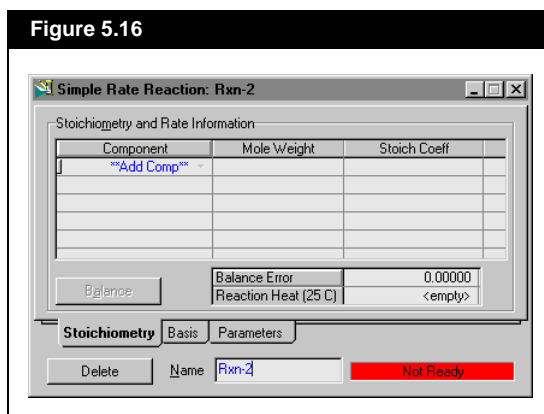 Figure 5.16
Simple Rate Reaction: Rxn-2
Stoichiometry and Rate Information
Component Mole Weight Stoich Coeff
**Add Comp**
Balance
Balance Error 0.00000
Reaction Heat (25 C) <empty>
Stoichiometry Basis Parameters
Delete Name Rxn-2 Not Ready